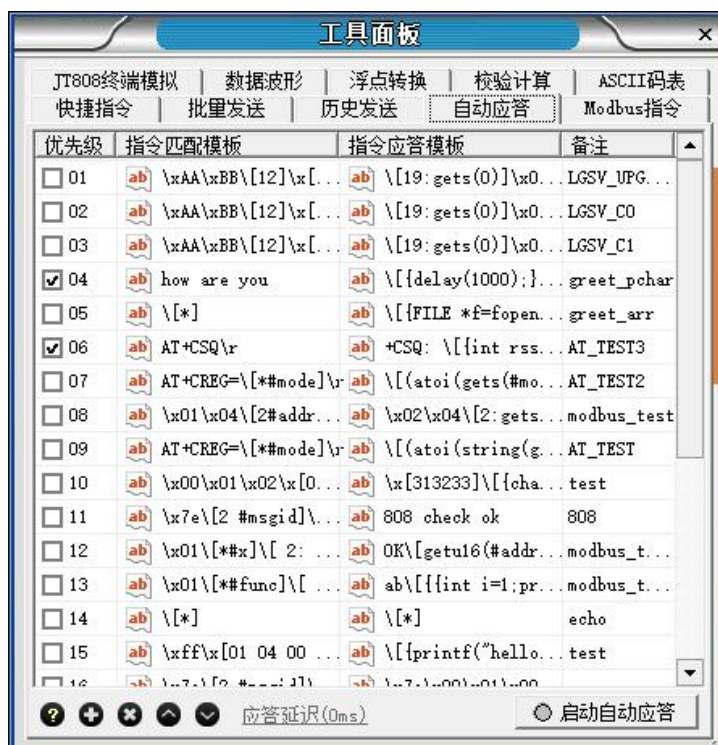 工具面板
JT808终端模拟 数据波形 浮点转换 校验计算 ASCII码表
快捷指令 批量发送 历史发送 自动应答 Modbus指令
优先级 指令匹配模板 指令应答模板 备注
01 \xAA\xBB\[12]\x[... \[19:gets(0)]\x0... LGSV_UPG...
02 \xAA\xBB\[12]\x[... \[19:gets(0)]\x0... LGSV_C0
03 \xAA\xBB\[12]\x[... \[19:gets(0)]\x0... LGSV_C1
04 how are you \[{delay(1000);}... greet_pchar
05 \[*] \[{FILE *f=fopen... greet_arr
06 AT+CSQ\r +CSQ: \[{int rss... AT_TEST3
07 AT+CREG=\[*#mode]\r \[(atoi(gets(#mo... AT_TEST2
08 \x01\x04\[2#addr... \x02\x04\[2:gets... modbus_test
09 AT+CREG=\[*#mode]\r \[(atoi(string(g... AT_TEST
10 \x00\x01\x02\x[0... \x[313233]\[{cha... test
11 \x7e\[2 #msgid]\... 808 check ok 808
12 \x01\[*#x]\[ 2: ... OK\[getu16(#addr... modbus_t...
13 \x01\[*#func]\[ ... ab\[{{int i=1;pr... modbus_t...
14 \[*] \[*] echo
15 \xff\x[01 04 00 ... \[{printf("hello... test
应答延迟(0ms) 启动自动应答